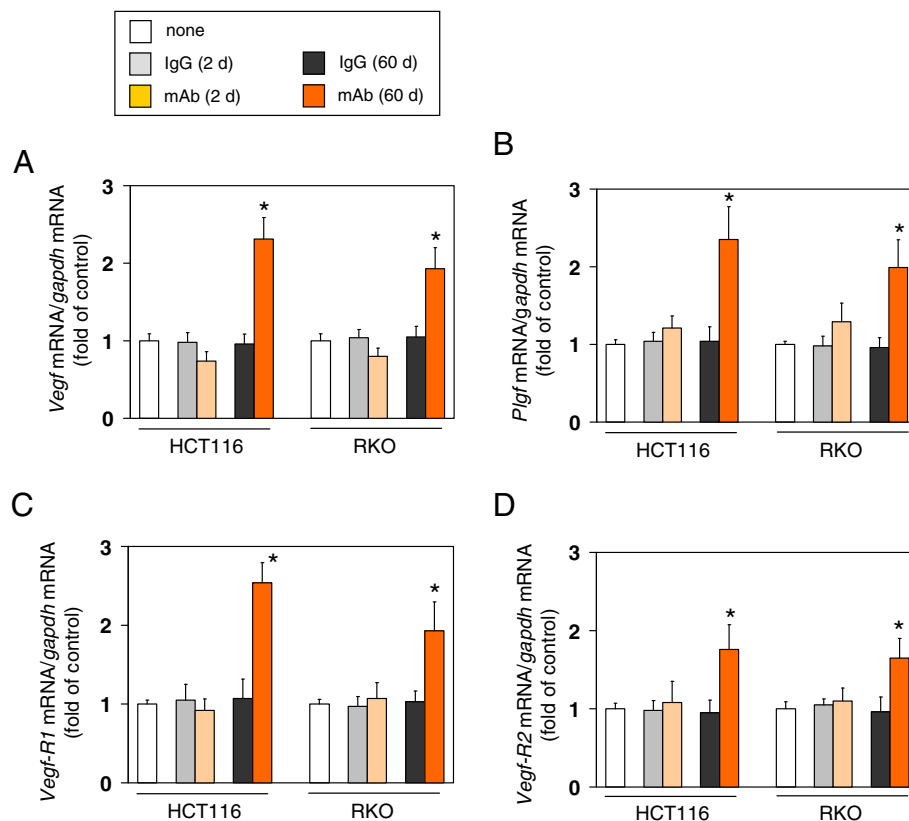 none
IgG (2 d)
IgG (60 d)
mAb (2 d)
mAb (60 d)
A
Vegf mRNA/gapdh mRNA
(fold of control)
3
2
1
0
*
*
HCT116
RKO
B
Plgf mRNA/gapdh mRNA
(fold of control)
3
2
1
0
*
*
HCT116
RKO
C
Vegf-R1 mRNA/gapdh mRNA
(fold of control)
3
2
1
0
*
*
HCT116
RKO
D
Vegf-R2 mRNA/gapdh mRNA
(fold of control)
3
2
1
0
*
*
HCT116
RKO